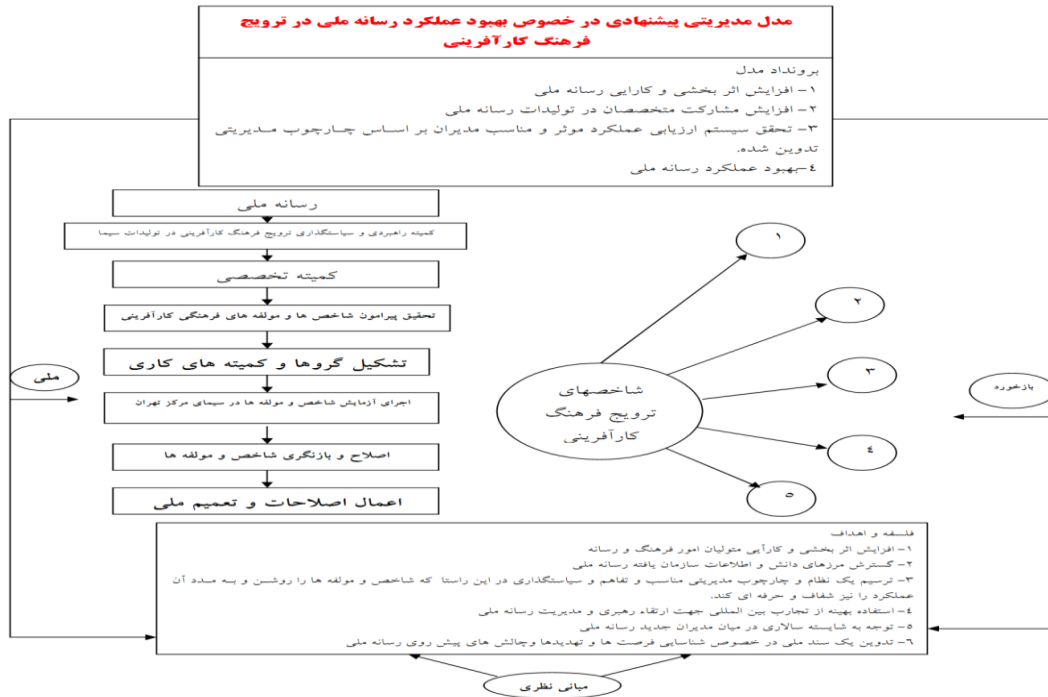 مدل مدیریتی پیشنهادی در خصوص بهبود عملکرد رسانه ملی در ترویج
فرهنگ کارآفرینی
برونداد مدل
۱- افزایش اثر بخشی و کارایی رسانه ملی
۲- افزایش مشارکت متخصصان در تولیدات رسانه ملی
۳- تحقق سیستم ارزیابی عملکرد موثر و مناسب مدیران بر اساس چارچوب مدیریتی
تدوین شده.
٤-بهبود عملکرد رسانه ملی
رسانه ملی
کمیته راهبردی و سیاستگذاری ترویج فرهنگ کارآفرینی در تولیدات سیما
کمیته تخصصی
تحقیق پیرامون شاخص ها و مولفه های فرهنگی کارآفرینی
تشکیل گروها و کمیته های کاری
اجرای آزمایش شاخص و مولفه ها در سیمای مرکز تهران
اصلاح و بازنگری شاخص و مولفه ها
اعمال اصلاحات و تعمیم ملی
ملی
شاخصهای
ترویج فرهنگ
کارآفرینی
۱
۲
۳
٤
۵
بازخورد
فلسفه و اهداف
۱- افزایش اثر بخشی و کارآیی متولیان امور فرهنگ و رسانه
۲- گسترش مرزهای دانش و اطلاعات سازمان یافته رسانه ملی
۳- ترسیم یک نظام و چارچوب مدیریتی مناسب و تفاهم و سیاستگذاری در این راستا که شاخص و مولفه ها را روشن و به مدد آن
عملکرد را نیز شفاف و حرفه ای کند.
٤- استفاده بهینه از تجارب بین المللی جهت ارتقاء رهبری و مدیریت رسانه ملی
۵- توجه به شایسته سالاری در میان مدیران جدید رسانه ملی
۶- تدوین یک سند ملی در خصوص شناسایی فرصت ها و تهدیدها وچالش های پیش روی رسانه ملی
مبانی نظری